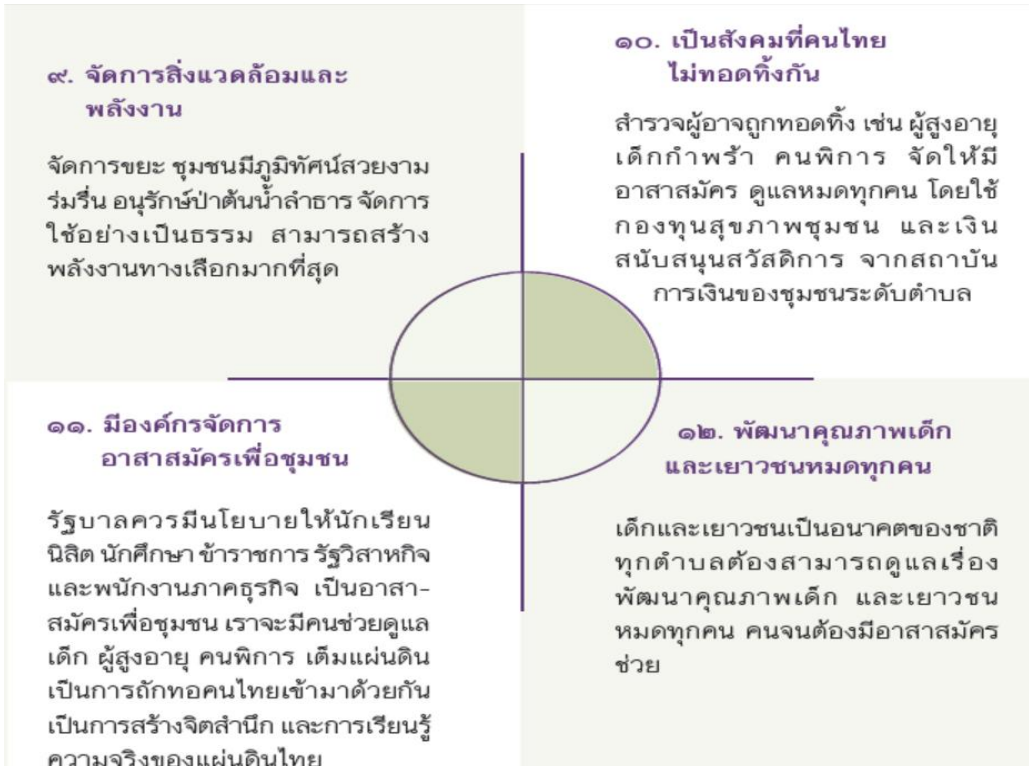 ๙. จัดการสิ่งแวดล้อมและ
พลังงาน
จัดการขยะ ชุมชนมีภูมิทัศน์สวยงาม
ร่มรื่น อนุรักษ์ป่าต้นน้ำลำธาร จัดการ
ใช้อย่างเป็นธรรม สามารถสร้าง
พลังงานทางเลือกมากที่สุด
๑๐. เป็นสังคมที่คนไทย
ไม่ทอดทิ้งกัน
สำรวจผู้อาจถูกทอดทิ้ง เช่น ผู้สูงอายุ
เด็กกำพร้า คนพิการ จัดให้มี
อาสาสมัคร ดูแลหมดทุกคน โดยใช้
กองทุนสุขภาพชุมชน และเงิน
สนับสนุนสวัสดิการ จากสถาบัน
การเงินของชุมชนระดับตำบล
๑๑. มีองค์กรจัดการ
อาสาสมัครเพื่อชุมชน
รัฐบาลควรมีนโยบายให้นักเรียน
นิสิต นักศึกษา ข้าราชการ รัฐวิสาหกิจ
และพนักงานภาคธุรกิจ เป็นอาสา-
สมัครเพื่อชุมชน เราจะมีคนช่วยดูแล
เด็ก ผู้สูงอายุ คนพิการ เต็มแผ่นดิน
เป็นการถักทอคนไทยเข้ามาด้วยกัน
เป็นการสร้างจิตสำนึก และการเรียนรู้
ความจริงของแผ่นดินไทย
๑๒. พัฒนาคุณภาพเด็ก
และเยาวชนหมดทุกคน
เด็กและเยาวชนเป็นอนาคตของชาติ
ทุกตำบลต้องสามารถดูแลเรื่อง
พัฒนาคุณภาพเด็ก และเยาวชน
หมดทุกคน คนจนต้องมีอาสาสมัคร
ช่วย